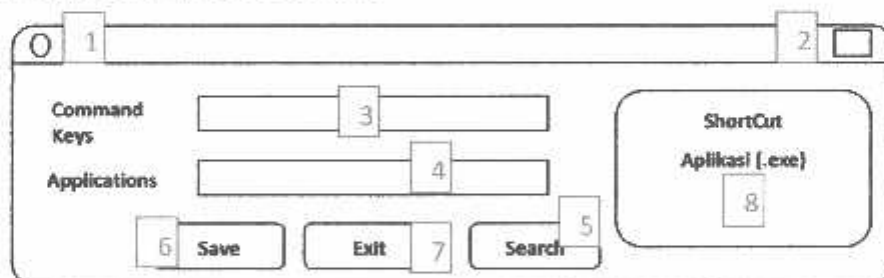 1 2
Command
Keys
3
ShortCut
Aplikasi (.exe)
Applications
4
8
6 Save Exit 7 Search 5